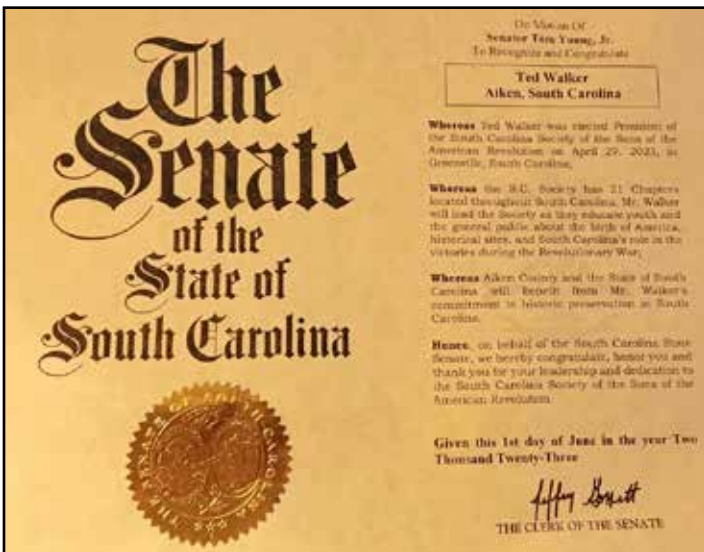 The
Senate
of the
State of
South Carolina
On Motion Of
Senator Tom Young, Jr.
To Recognize and Congratulate
Ted Walker
Aiken, South Carolina
Whereas Ted Walker was elected President of
the South Carolina Society of the Sons of the
American Revolution on April 29, 2023, in
Greenville, South Carolina;
Whereas the S.C. Society has 21 Chapters
located throughout South Carolina, Mr. Walker
will lead the Society as they educate youth and
the general public about the birth of America,
historical sites, and South Carolina's role in the
victories during the Revolutionary War;
Whereas Aiken County and the State of South
Carolina will benefit from Mr. Walker's
commitment to historic preservation in South
Carolina.
Hence, on behalf of the South Carolina State
Senate, we hereby congratulate, honor you and
thank you for your leadership and dedication to
the South Carolina Society of the Sons of the
American Revolution.
Given this 1st day of June in the year Two
Thousand Twenty-Three
THE CLERK OF THE SENATE